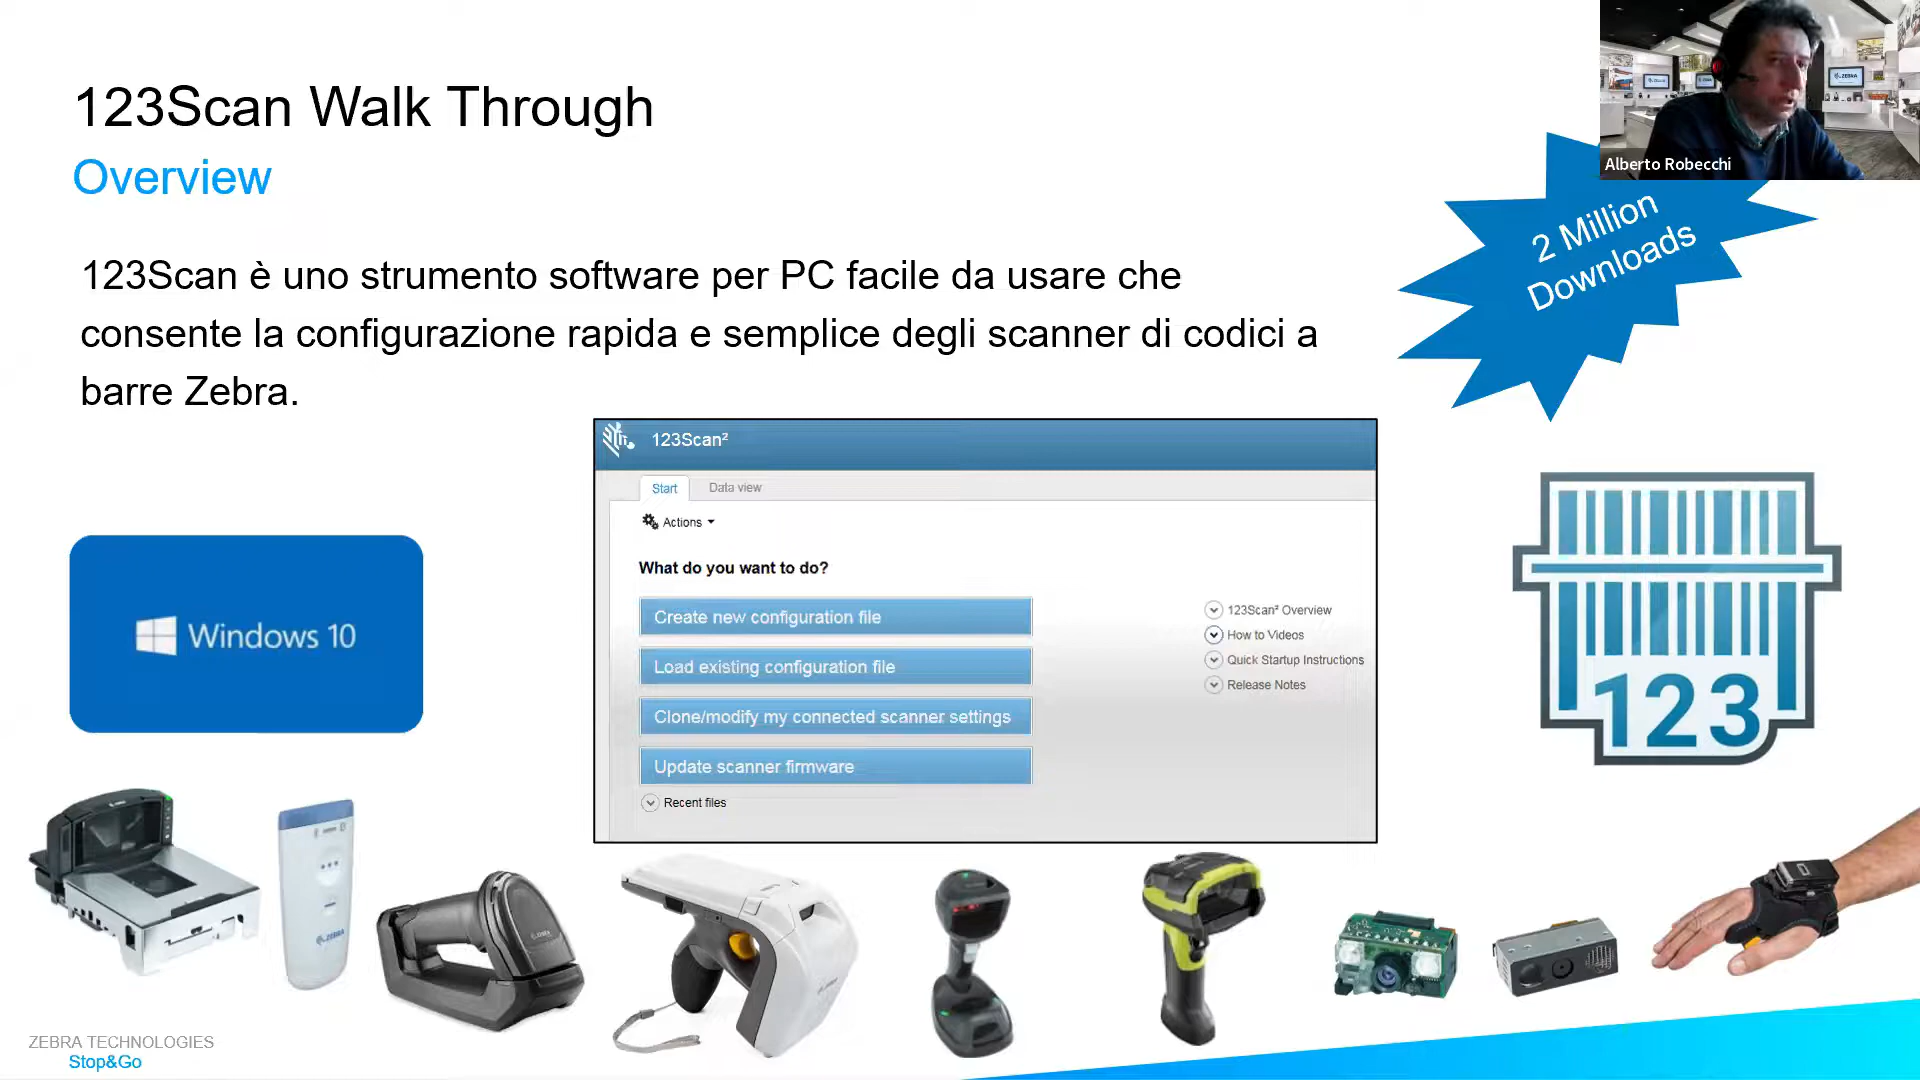 123Scan Walk Through
Overview
123Scan è uno strumento software per PC facile da usare che
consente la configurazione rapida e semplice degli scanner di codici a
barre Zebra.
Alberto Robecchi
2 Million
Downloads
123Scan²
Start
Data view
Actions
What do you want to do?
Create new configuration file
Load existing configuration file
Clone/modify my connected scanner settings
Update scanner firmware
Recent files
123Scan² Overview
How to Videos
Quick Startup Instructions
Release Notes
Windows 10
123
ZEBRA
ZEBRA TECHNOLOGIES
Stop&Go